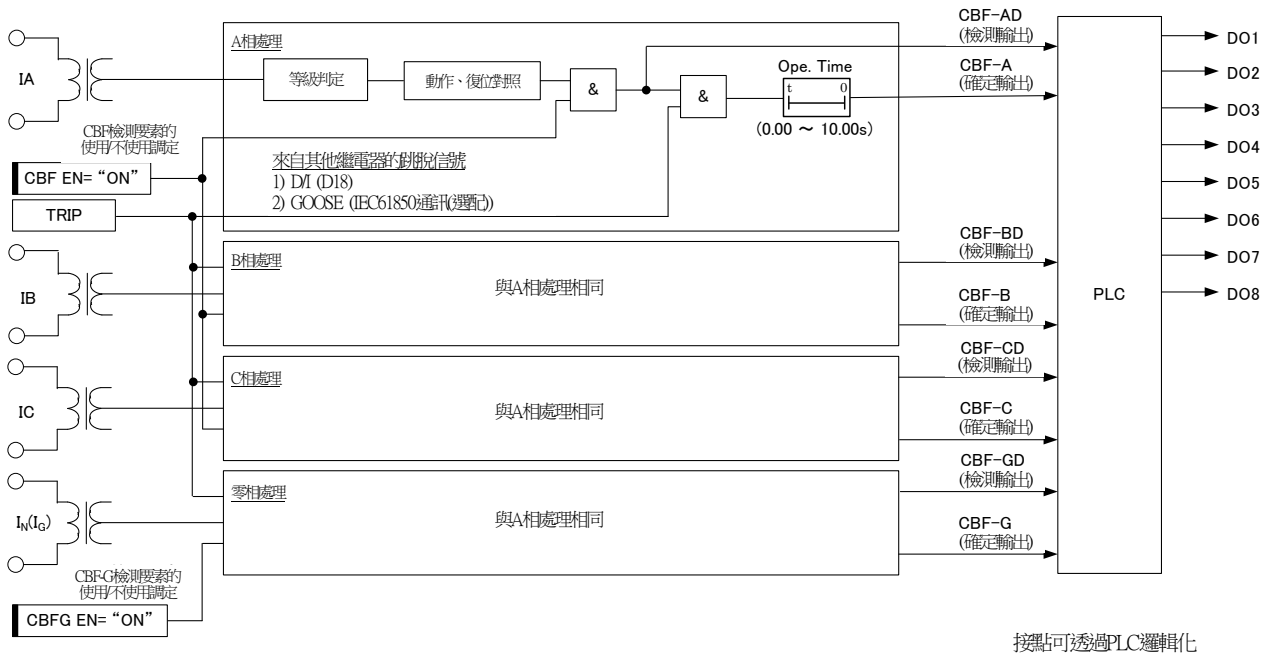 CBF-AD
(檢測輸出)
A相處理
IA
等級判定
動作、復位對照
&
&
Ope. Time
t
0
(0.00 ～ 10.00s)
CBF-A
(確定輸出)
CBF檢測要素的
使用/不使用調定
CBF EN= “ON”
TRIP
來自其他繼電器的跳脫信號
1) D/I (D18)
2) GOOSE (IEC61850通訊(選配))
B相處理
IB
與A相處理相同
CBF-BD
(檢測輸出)
CBF-B
(確定輸出)
C相處理
IC
與A相處理相同
CBF-CD
(檢測輸出)
CBF-C
(確定輸出)
零相處理
IN(IG)
與A相處理相同
CBF-GD
(檢測輸出)
CBF-G
(確定輸出)
CBF-G檢測要素的
使用/不使用調定
CBFG EN= “ON”
PLC
DO1
DO2
DO3
DO4
DO5
DO6
DO7
DO8
接點可透過PLC邏輯化